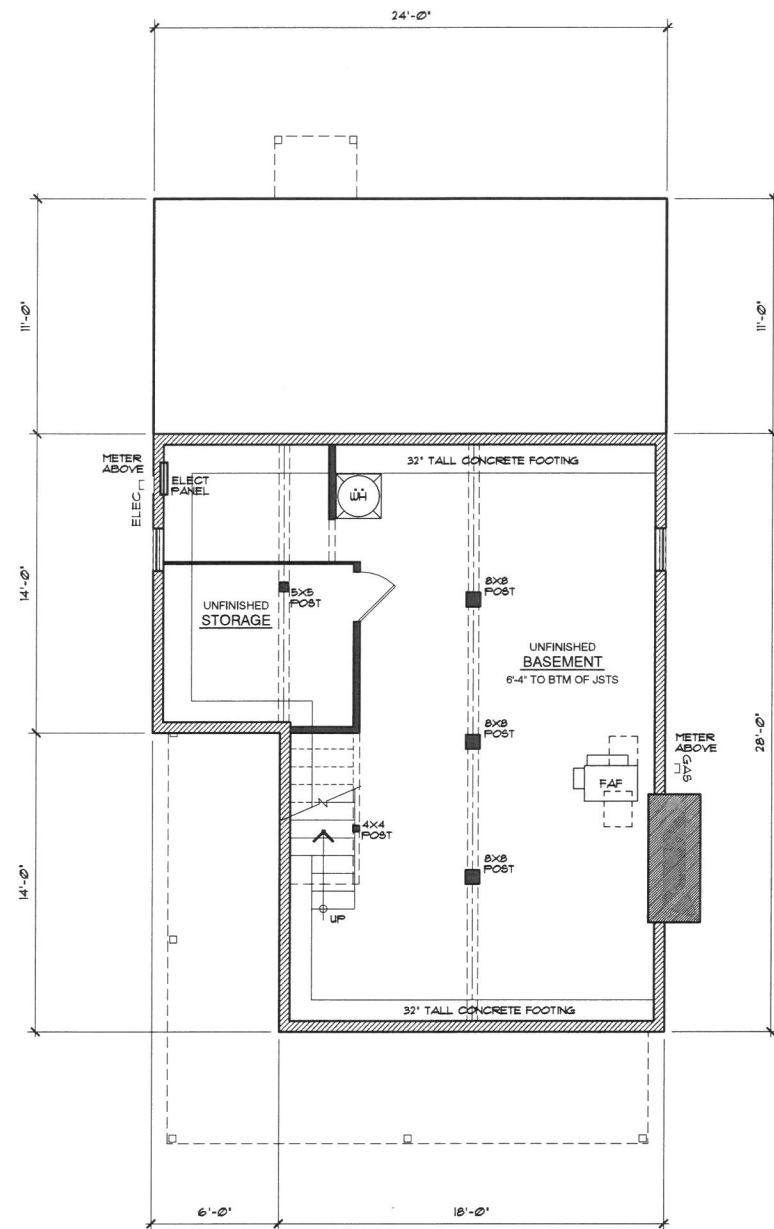 24'-0"
11'-0"
11'-0"
METER
ABOVE
ELEC
ELECT
PANEL
32" TALL CONCRETE FOOTING
WH
14'-0"
5X5
POST
UNFINISHED
STORAGE
8X8
POST
UNFINISHED
BASEMENT
6'-4" TO BTM OF JSTS
8X8
POST
METER
ABOVE
GAS
28'-0"
FAF
4X4
POST
8X8
POST
14'-0"
UP
32" TALL CONCRETE FOOTING
6'-0"
18'-0"